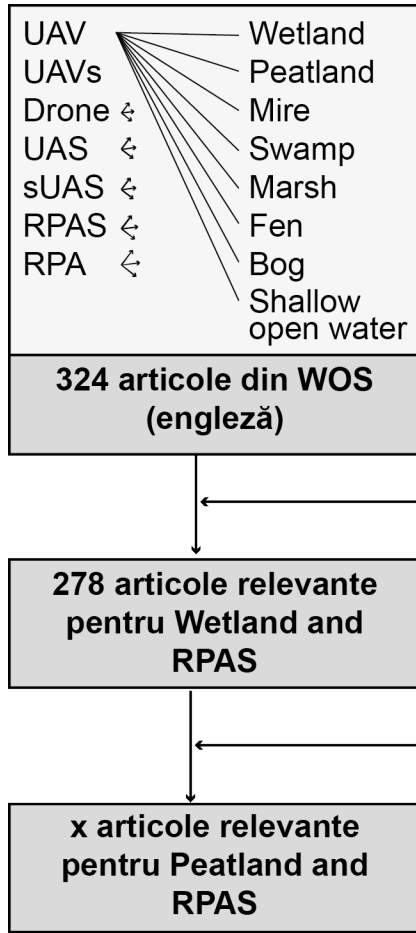 UAV
UAVs
Drone
UAS
sUAS
RPAS
RPA
Wetland
Peatland
Mire
Swamp
Marsh
Fen
Bog
Shallow
open water
324 articole din WOS
(engleză)
278 articole relevante
pentru Wetland and
RPAS
x articole relevante
pentru Peatland and
RPAS